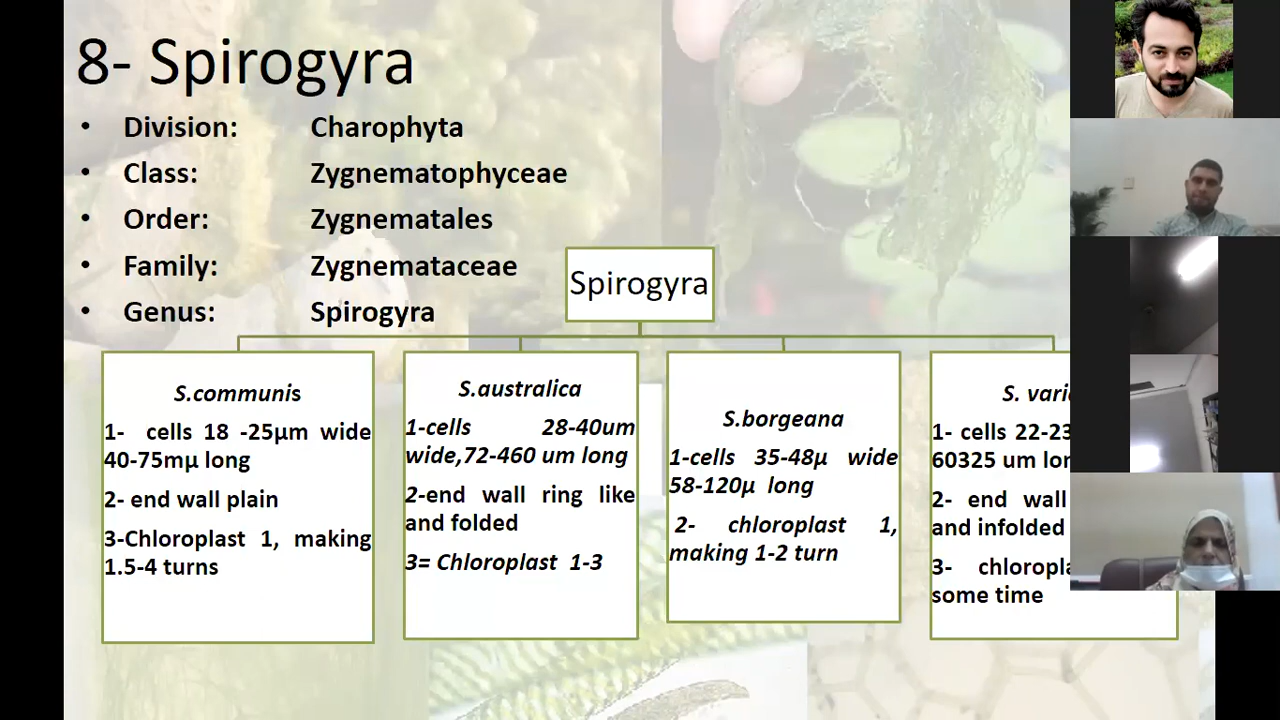 8- Spirogyra
• Division: Charophyta
• Class: Zygnematophyceae
• Order: Zygnematales
• Family: Zygnemataceae
• Genus: Spirogyra
Spirogyra
S.communis
1- cells 18 -25µm wide
40-75mµ long
2- end wall plain
3-Chloroplast 1, making
1.5-4 turns
S.australica
1-cells 28-40um
wide,72-460 um long
2-end wall ring like
and folded
3= Chloroplast 1-3
S.borgeana
1-cells 35-48µ wide
58-120µ long
2- chloroplast 1,
making 1-2 turn
S.
1- cells 22-23
60325 um
2- end wall
and infolded
3-
some time